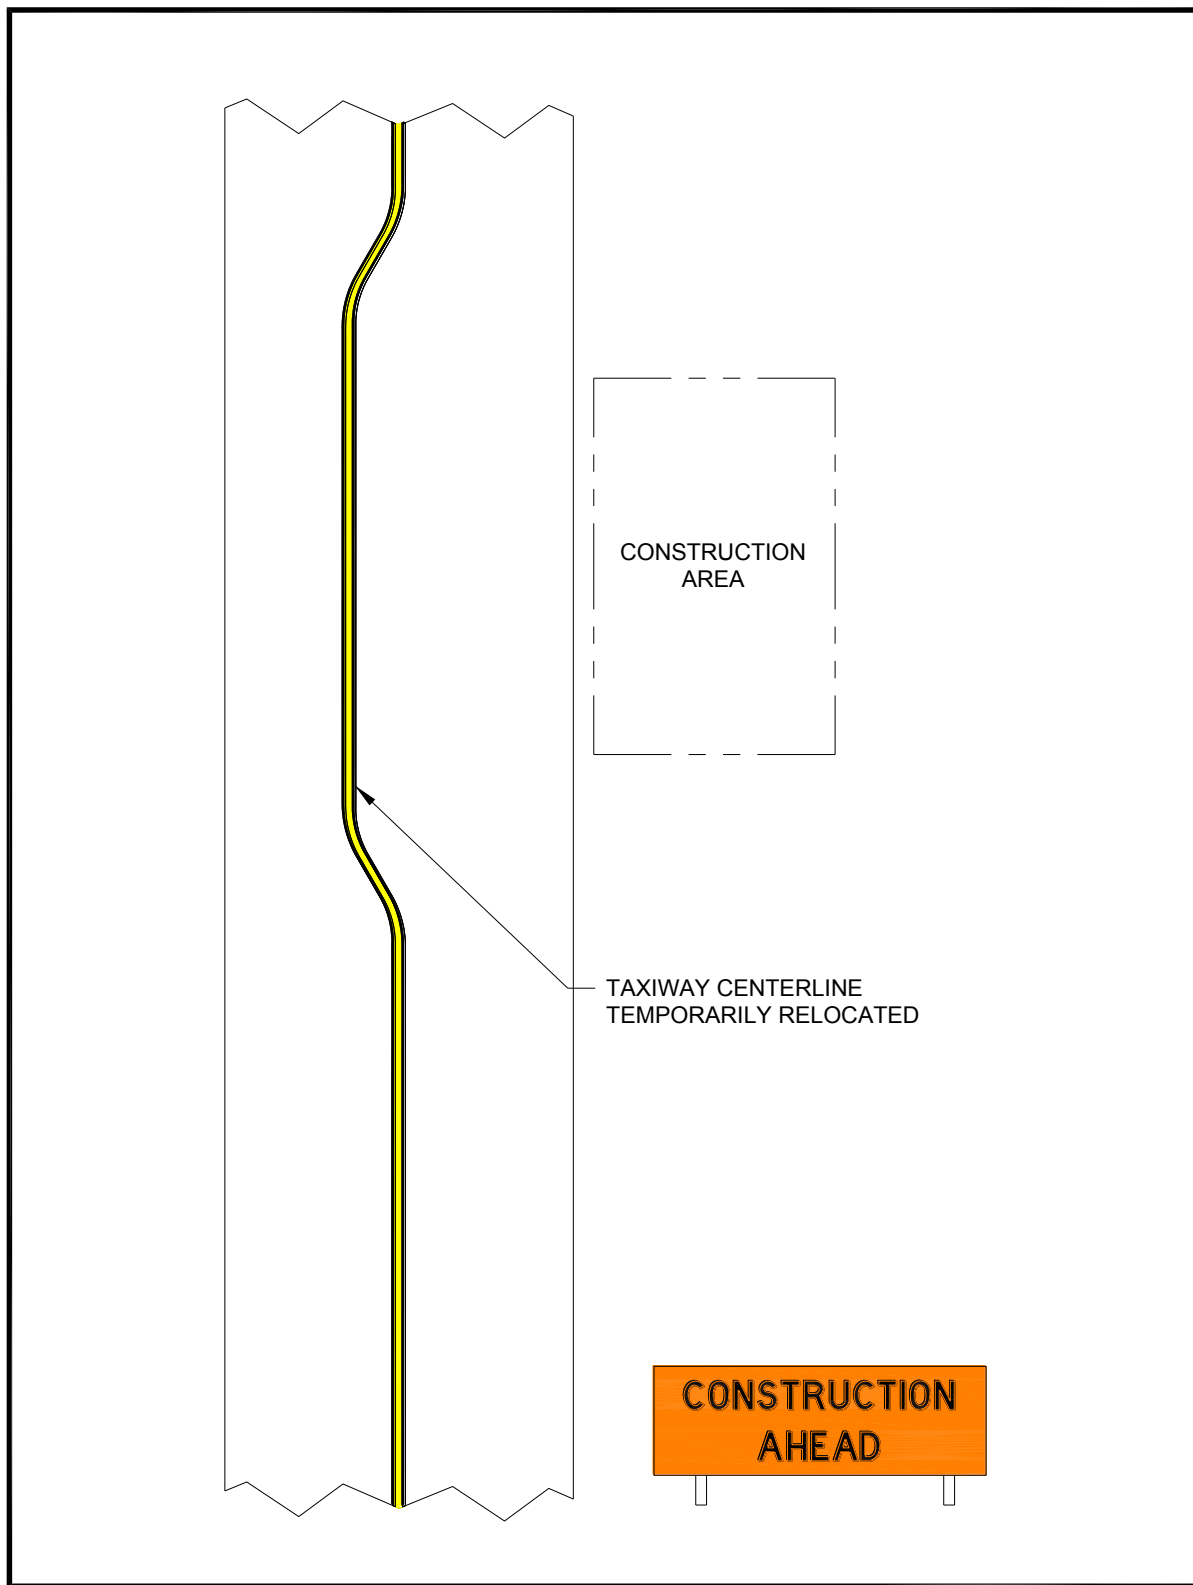 CONSTRUCTION
AREA
TAXIWAY CENTERLINE
TEMPORARILY RELOCATED
CONSTRUCTION
AHEAD